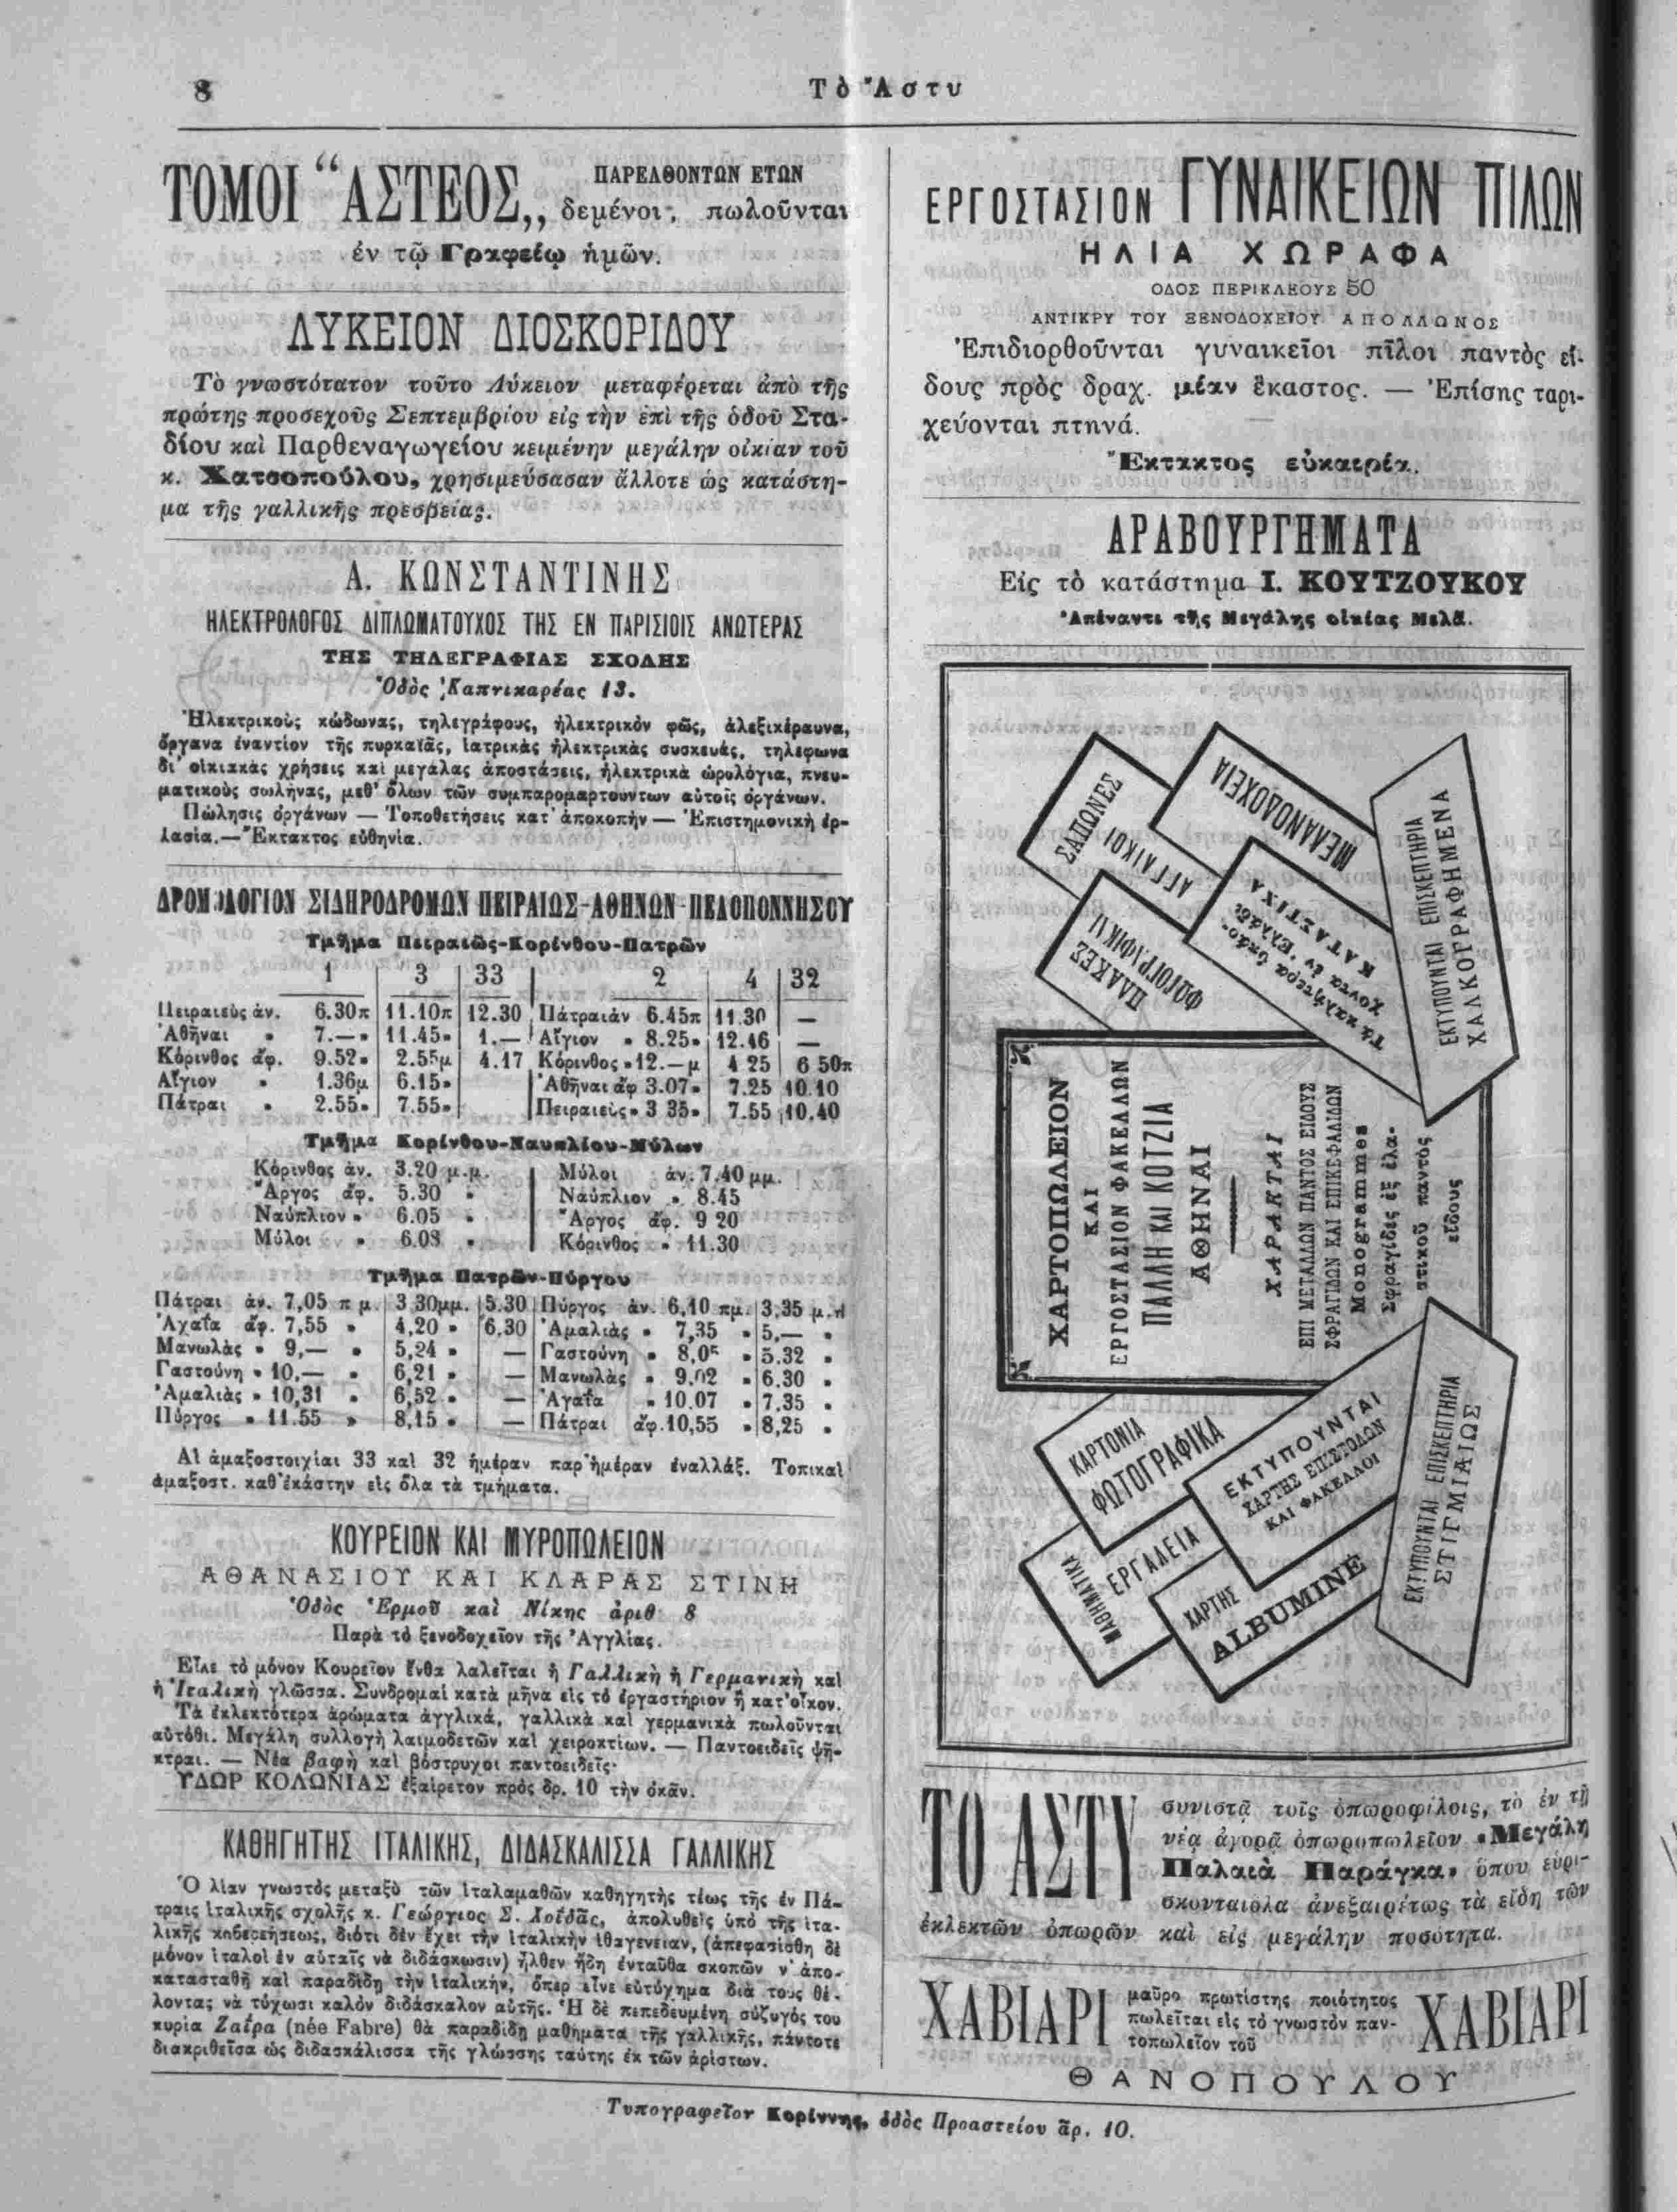 8
Τὸ Ἄστυ
ΤΟΜΟΙ “ΑΣΤΕΟΣ,, ΠΑΡΕΛΘΟΝΤΩΝ ΕΤΩΝ
δεμένοι, πωλοῦνται
ἐν τῷ Γραφείῳ ἡμῶν.
ΛΥΚΕΙΟΝ ΔΙΟΣΚΟΡΙΔΟΥ
Τὸ γνωστότατον τοῦτο Λύκειον μεταφέρεται ἀπὸ τῆς
πρώτης προσεχοῦς Σεπτεμβρίου εἰς τὴν ἐπὶ τῆς ὁδοῦ Στα-
δίου καὶ Παρθεναγωγείου κειμένην μεγάλην οἰκίαν τοῦ
κ. Χατσοπούλου, χρησιμεύσασαν ἄλλοτε ὡς κατάστη-
μα τῆς γαλλικῆς πρεσβείας.
Α. ΚΩΝΣΤΑΝΤΙΝΗΣ
ΗΛΕΚΤΡΟΛΟΓΟΣ ΔΙΠΛΩΜΑΤΟΥΧΟΣ ΤΗΣ ΕΝ ΠΑΡΙΣΙΟΙΣ ΑΝΩΤΕΡΑΣ
ΤΗΣ ΤΗΛΕΓΡΑΦΙΑΣ ΣΧΟΛΗΣ
Ὁδὸς Καπνικαρέας 13.
Ἠλεκτρικοὺς κώδωνας, τηλεγράφους, ἠλεκτρικὸν φῶς, ἀλεξικέραυνα,
ὄργανα ἐναντίον τῆς πυρκαϊᾶς, ἰατρικὰς ἠλεκτρικὰς συσκευάς, τηλέφωνα
δι' οἰκιακὰς χρήσεις καὶ μεγάλας ἀποστάσεις, ἠλεκτρικὰ ὡρολόγια, πνευ-
ματικοὺς σωλῆνας, μεθ' ὅλων τῶν συμπαρομαρτούντων αὐτοῖς ὀργάνων.
Πώλησις ὀργάνων — Τοποθετήσεις κατ' ἀποκοπὴν — Ἐπιστημονικὴ ἐρ-
γασία. — Ἔκτακτος εὐθηνία.
ΔΡΟΜΟΛΟΓΙΟΝ ΣΙΔΗΡΟΔΡΟΜΩΝ ΠΕΙΡΑΙΩΣ-ΑΘΗΝΩΝ-ΠΕΛΟΠΟΝΝΗΣΟΥ
Τμῆμα Πειραιῶς-Κορίνθου-Πατρῶν
1 3 33 2 4 32
Πειραιεὺς ἀν. 6.30π 11.10π 12.30 Πάτραι ἀν 6.45π 11.30 —
Ἀθῆναι » 7.—» 11.45» 1.— Αἴγιον » 8.25» 12.46 —
Κόρινθος ἀφ. 9.52» 2.55μ 4.17 Κόρινθος »12.—μ 4 25 6 50π
Αἴγιον » 1.36μ 6.15» Ἀθῆναι ἀφ 3.07» 7.25 10.10
Πάτραι » 2.55» 7.55» Πειραιεὺς» 3 35» 7.55 10.40
Τμῆμα Κορίνθου-Ναυπλίου-Μύλων
Κόρινθος ἀν. 3.20 μ.μ. Μύλοι ἀν. 7.40 μμ.
Ἄργος ἀφ. 5.30 » Ναύπλιον » 8.45
Ναύπλιον » 6.05 » Ἄργος ἀφ. 9 20
Μύλοι » 6.08 » Κόρινθος » 11.30
Τμῆμα Πατρῶν-Πύργου
Πάτραι ἀν. 7,05 π μ. 3 30μμ. 5.30 Πύργος ἀν. 6,10 πμ. 3,35 μ.
Ἀχαΐα ἀφ. 7,55 » 4,20 » 6.30 Ἀμαλιὰς » 7,35 » 5,— »
Μανωλὰς » 9,— » 5,24 » — Γαστούνη » 8,05 » 5.32 »
Γαστούνη » 10,— » 6,21 » — Μανωλὰς » 9.02 » 6.30 »
Ἀμαλιὰς » 10,31 » 6,52 » — Ἀχαΐα » 10.07 » 7,35 »
Πύργος » 11.55 » 8,15 » — Πάτραι ἀφ. 10,55 » 8,25 »
Αἱ ἁμαξοστοιχίαι 33 καὶ 32 ἡμέραν παρ' ἡμέραν ἐναλλάξ. Τοπικαὶ
ἁμαξοστ. καθ' ἑκάστην εἰς ὅλα τὰ τμήματα.
ΚΟΥΡΕΙΟΝ ΚΑΙ ΜΥΡΟΠΩΛΕΙΟΝ
ΑΘΑΝΑΣΙΟΥ ΚΑΙ ΚΛΑΡΑΣ ΣΤΙΝΗ
Ὁδὸς Ἑρμοῦ καὶ Νίκης ἀριθ 8
Παρὰ τὸ ξενοδοχεῖον τῆς Ἀγγλίας.
Εἶνε τὸ μόνον Κουρεῖον ἔνθα λαλεῖται ἡ Γαλλικὴ ἡ Γερμανικὴ καὶ
ἡ Ἰταλικὴ γλῶσσα. Συνδρομαὶ κατὰ μῆνα εἰς τὸ ἐργαστήριον ἢ κατ' οἶκον.
Τὰ ἐκλεκτότερα ἀρώματα ἀγγλικά, γαλλικὰ καὶ γερμανικὰ πωλοῦνται
αὐτόθι. Μεγάλη συλλογὴ λαιμοδετῶν καὶ χειροκτίων. — Παντοειδεῖς ψῆ-
κτραι. — Νέα βαφὴ καὶ βόστρυχοι παντοειδεῖς·
ΥΔΩΡ ΚΟΛΩΝΙΑΣ ἐξαίρετον πρὸς δρ. 10 τὴν ὀκᾶν.
ΚΑΘΗΓΗΤΗΣ ΙΤΑΛΙΚΗΣ, ΔΙΔΑΣΚΑΛΙΣΣΑ ΓΑΛΛΙΚΗΣ
Ὁ λίαν γνωστὸς μεταξὺ τῶν ἰταλαμαθῶν καθηγητὴς τέως τῆς ἐν Πά-
τραις ἰταλικῆς σχολῆς κ. Γεώργιος Σ. Χοϊδᾶς, ἀπολυθεὶς ὑπὸ τῆς ἰτα-
λικῆς κυβερνήσεως, διότι δὲν ἔχει τὴν ἰταλικὴν ἰθαγένειαν, (ἀπεφασίσθη δὲ
μόνον ἰταλοὶ ἐν αὐταῖς νὰ διδάσκωσιν) ἦλθεν ἤδη ἐνταῦθα σκοπῶν ν' ἀπο-
κατασταθῇ καὶ παραδίδῃ τὴν ἰταλικήν, ὅπερ εἶνε εὐτύχημα διὰ τοὺς θέ-
λοντας νὰ τύχωσι καλὸν διδάσκαλον αὐτῆς. Ἡ δὲ πεπεδευμένη σύζυγός του
κυρία Ζαΐρα (née Fabre) θὰ παραδίδῃ μαθήματα τῆς γαλλικῆς, πάντοτε
διακριθεῖσα ὡς διδασκάλισσα τῆς γλώσσης ταύτης ἐκ τῶν ἀρίστων.
ΕΡΓΟΣΤΑΣΙΟΝ ΓΥΝΑΙΚΕΙΩΝ ΠΙΛΩΝ
ΗΛΙΑ ΧΩΡΑΦΑ
ΟΔΟΣ ΠΕΡΙΚΛΕΟΥΣ 50
ΑΝΤΙΚΡΥ ΤΟΥ ΞΕΝΟΔΟΧΕΙΟΥ ΑΠΟΛΛΩΝΟΣ
Ἐπιδιορθοῦνται γυναικεῖοι πῖλοι παντὸς εἴ-
δους πρὸς δραχ. μίαν ἕκαστος. — Ἐπίσης ταρι-
χεύονται πτηνά.
Ἔκτακτος εὐκαιρία.
ΑΡΑΒΟΥΡΓΗΜΑΤΑ
Εἰς τὸ κατάστημα Ι. ΚΟΥΤΖΟΥΚΟΥ
Ἀπέναντι τῆς Μεγάλης οἰκίας Μελᾶ.
ΣΑΠΩΝΕΣ
ΑΓΓΛΙΚΟΙ
ΜΕΛΑΝΟΔΟΧΕΙΑ
ΠΛΑΚΕΣ
ΦΩΤΟΓΡΑΦΙΚΑΙ
ΚΑΤΑΣΤΙΧΑ
Τὰ καλήτερα ὑπάρ-
χοντα ἐν Ἑλλάδι
ΕΚΤΥΠΟΥΝΤΑΙ ΕΠΙΣΚΕΠΤΗΡΙΑ
ΧΑΛΚΟΓΡΑΦΗΜΕΝΑ
ΧΑΡΤΟΠΩΛΕΙΟΝ
ΚΑΙ
ΕΡΓΟΣΤΑΣΙΟΝ ΦΑΚΕΛΛΩΝ
ΠΑΛΛΗ ΚΑΙ ΚΟΤΖΙΑ
ΑΘΗΝΑΙ
ΧΑΡΑΚΤΑΙ
ΕΠΙ ΜΕΤΑΛΛΩΝ ΠΑΝΤΟΣ ΕΙΔΟΥΣ
ΣΦΡΑΓΙΔΩΝ ΚΑΙ ΕΠΙΚΕΦΑΛΙΔΩΝ
Monogrammes
Σφραγίδες ἐξ ἐλα-
στικοῦ παντὸς
εἴδους
ΚΑΡΤΟΝΙΑ
ΦΩΤΟΓΡΑΦΙΚΑ
ΕΚΤΥΠΟΥΝΤΑΙ
ΧΑΡΤΗΣ ΕΠΙΣΤΟΛΩΝ
ΚΑΙ ΦΑΚΕΛΛΟΙ
ΜΑΘΗΜΑΤΙΚΑ
ΕΡΓΑΛΕΙΑ
ΧΑΡΤΗΣ
ALBUMINÉ
ΕΚΤΥΠΟΥΝΤΑΙ ΕΠΙΣΚΕΠΤΗΡΙΑ
ΣΤΙΓΜΙΑΙΩΣ
ΤΟ ΑΣΤΥ
συνιστᾷ τοῖς ὀπωροφίλοις, τὸ ἐν τῇ
νέᾳ ἀγορᾷ ὀπωροπωλεῖον «Μεγάλη
Παλαιὰ Παράγκα» ὅπου εὑρί-
σκονται ὅλα ἀνεξαιρέτως τὰ εἴδη τῶν
ἐκλεκτῶν ὀπωρῶν καὶ εἰς μεγάλην ποσότητα.
ΧΑΒΙΑΡΙ
μαῦρο πρωτίστης ποιότητος
πωλεῖται εἰς τὸ γνωστὸν παν-
τοπωλεῖον τοῦ
ΧΑΒΙΑΡΙ
ΘΑΝΟΠΟΥΛΟΥ
Τυπογραφεῖον Κορίννης, ὁδὸς Προαστείου ἀρ. 10.